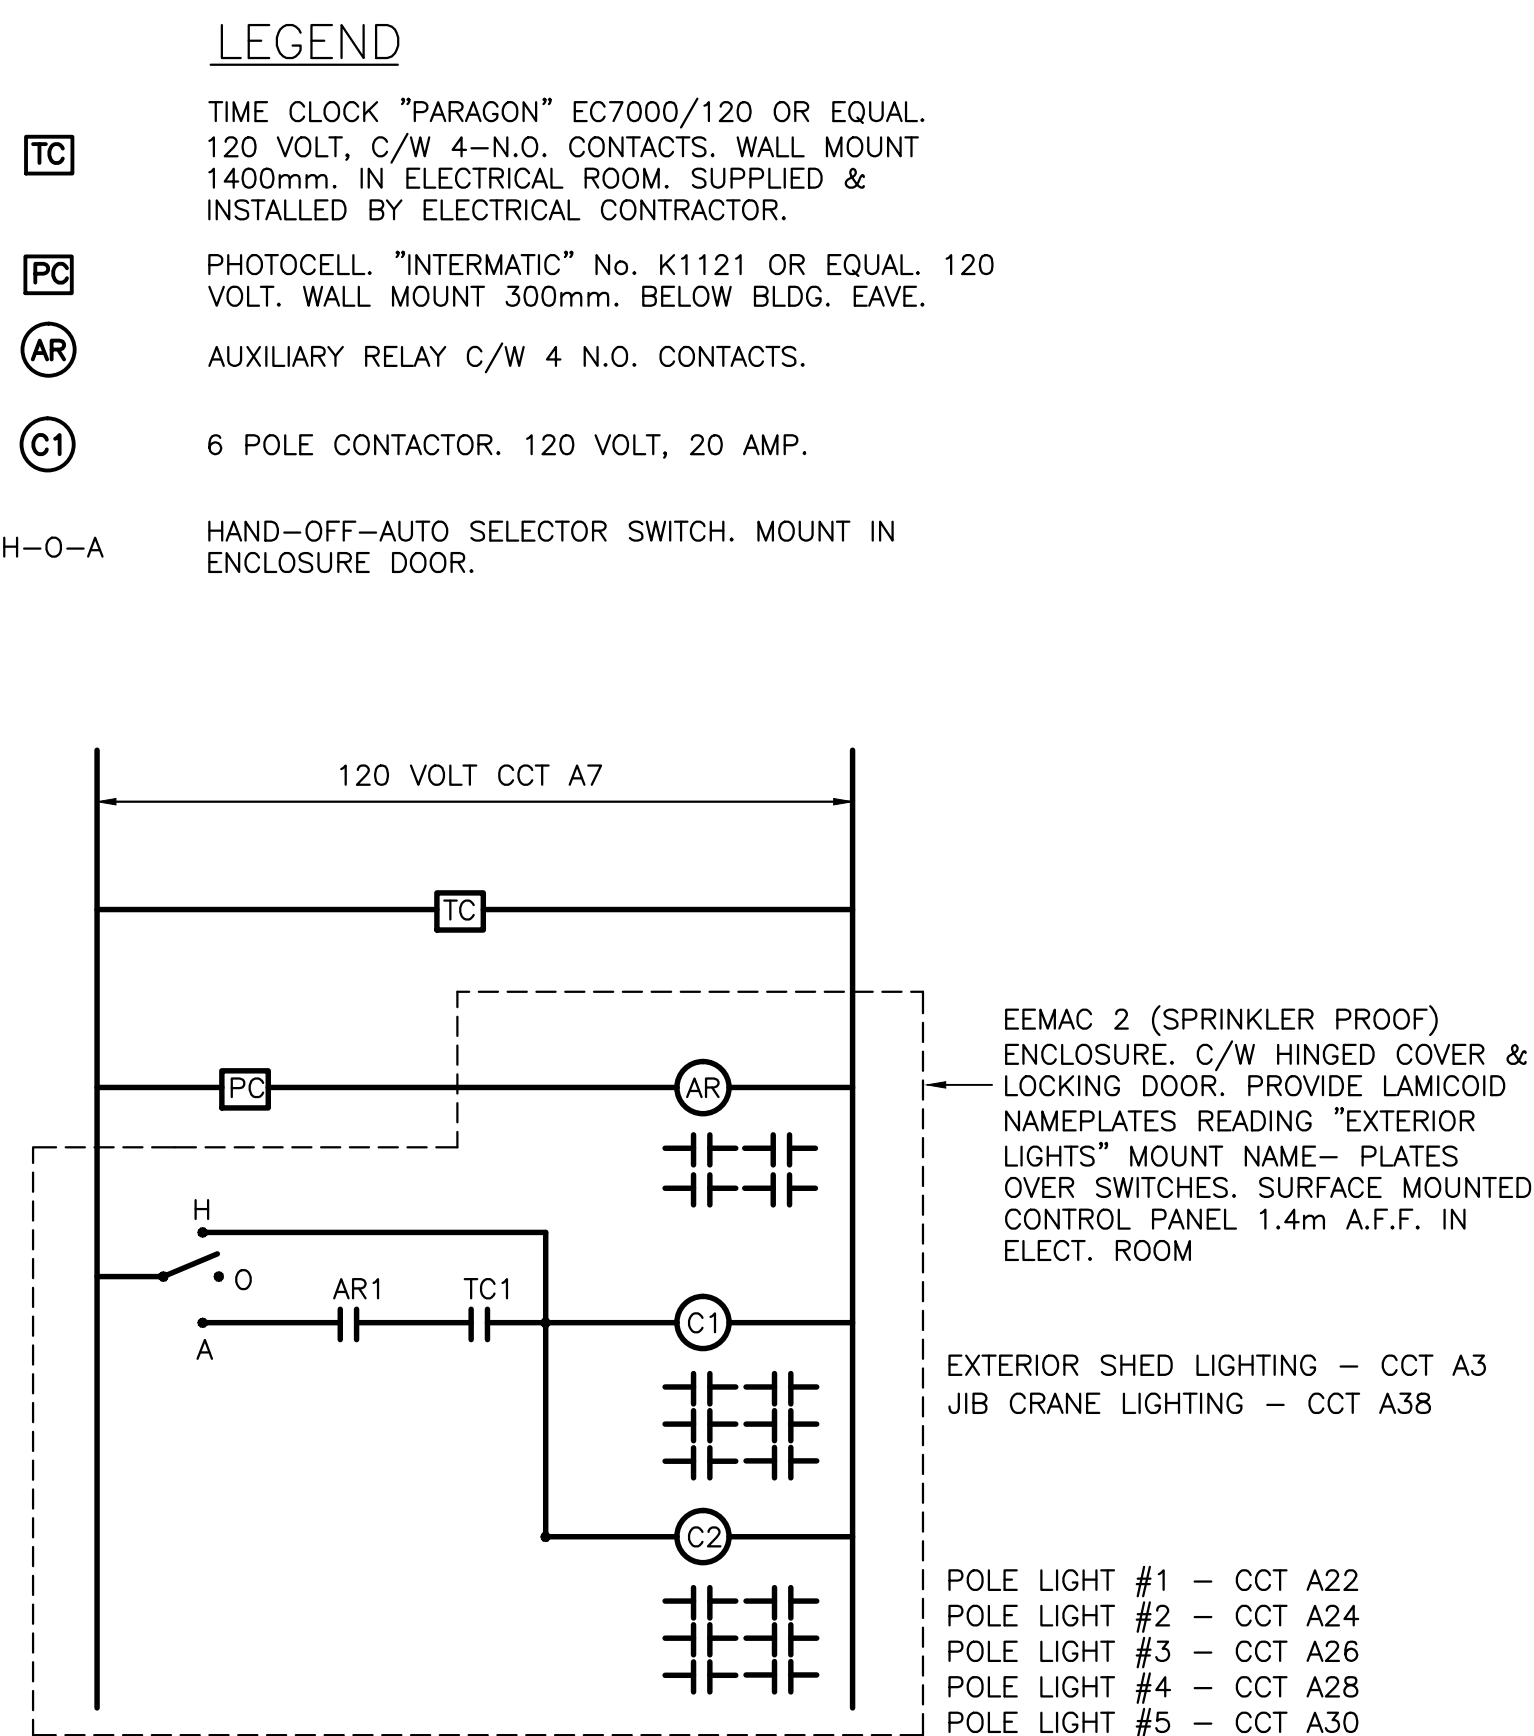 LEGEND
TC
TIME CLOCK "PARAGON" EC7000/120 OR EQUAL.
120 VOLT, C/W 4-N.O. CONTACTS. WALL MOUNT
1400mm. IN ELECTRICAL ROOM. SUPPLIED &
INSTALLED BY ELECTRICAL CONTRACTOR.
PC
PHOTOCELL. "INTERMATIC" No. K1121 OR EQUAL. 120
VOLT. WALL MOUNT 300mm. BELOW BLDG. EAVE.
AR
AUXILIARY RELAY C/W 4 N.O. CONTACTS.
C1
6 POLE CONTACTOR. 120 VOLT, 20 AMP.
H-O-A
HAND-OFF-AUTO SELECTOR SWITCH. MOUNT IN
ENCLOSURE DOOR.
120 VOLT CCT A7
TC
PC
AR
H
O
A
AR1
TC1
C1
C2
EEMAC 2 (SPRINKLER PROOF)
ENCLOSURE. C/W HINGED COVER &
LOCKING DOOR. PROVIDE LAMICOID
NAMEPLATES READING "EXTERIOR
LIGHTS" MOUNT NAME- PLATES
OVER SWITCHES. SURFACE MOUNTED
CONTROL PANEL 1.4m A.F.F. IN
ELECT. ROOM
EXTERIOR SHED LIGHTING - CCT A3
JIB CRANE LIGHTING - CCT A38
POLE LIGHT #1 - CCT A22
POLE LIGHT #2 - CCT A24
POLE LIGHT #3 - CCT A26
POLE LIGHT #4 - CCT A28
POLE LIGHT #5 - CCT A30